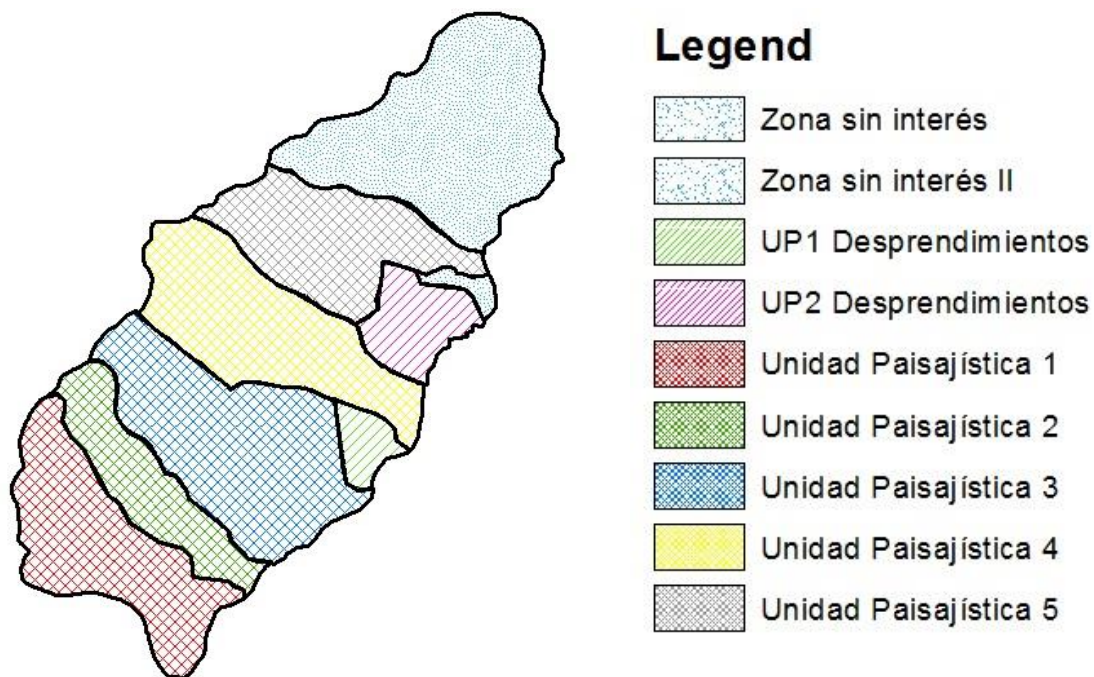 Legend
Zona sin interés
Zona sin interés II
UP1 Desprendimientos
UP2 Desprendimientos
Unidad Paisajística 1
Unidad Paisajística 2
Unidad Paisajística 3
Unidad Paisajística 4
Unidad Paisajística 5